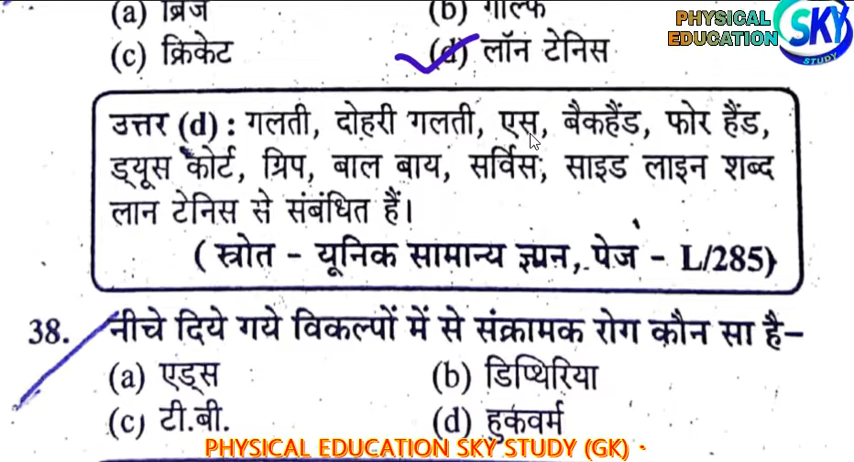 (a) ब्रिज (b) गोल्फ
(c) क्रिकेट (d) लॉन टेनिस
PHYSICAL EDUCATION SKY STUDY
उत्तर (d) : गलती, दोहरी गलती, एस, बैकहैंड, फोर हैंड,
ड्यूस कोर्ट, ग्रिप, बाल बाय, सर्विस, साइड लाइन शब्द
लान टेनिस से संबंधित हैं।
( स्त्रोत - यूनिक सामान्य ज्ञान, पेज - L/285)
38. नीचे दिये गये विकल्पों में से संक्रामक रोग कौन सा है–
(a) एड्स (b) डिप्थिरिया
(c) टी.बी. (d) हुकवर्म
PHYSICAL EDUCATION SKY STUDY (GK) -